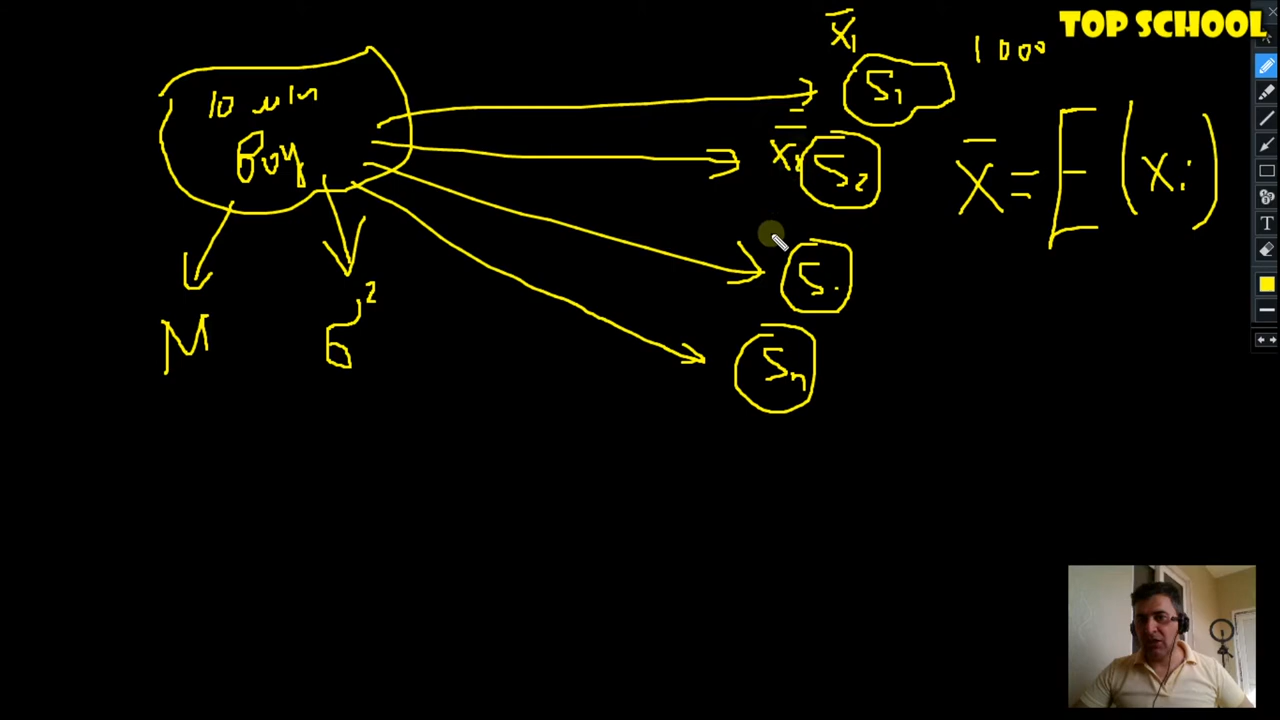 TOP SCHOOL
10 mln
Boy
M
σ²
X̄₁
S₁
1000
X̄₂
S₂
X̄ = E(Xi)
S.
Sₙ
T